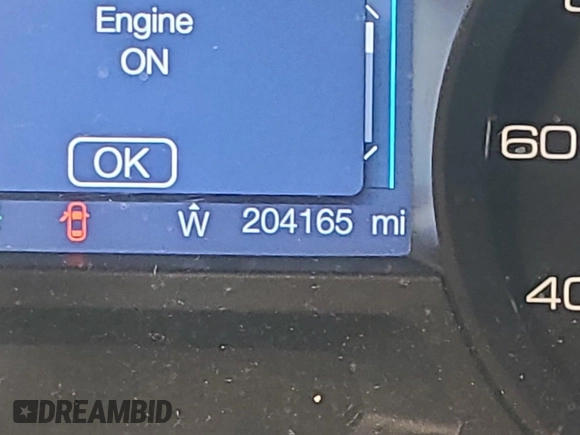 Engine
ON
OK
W 204165 mi
60
40
DREAMBID